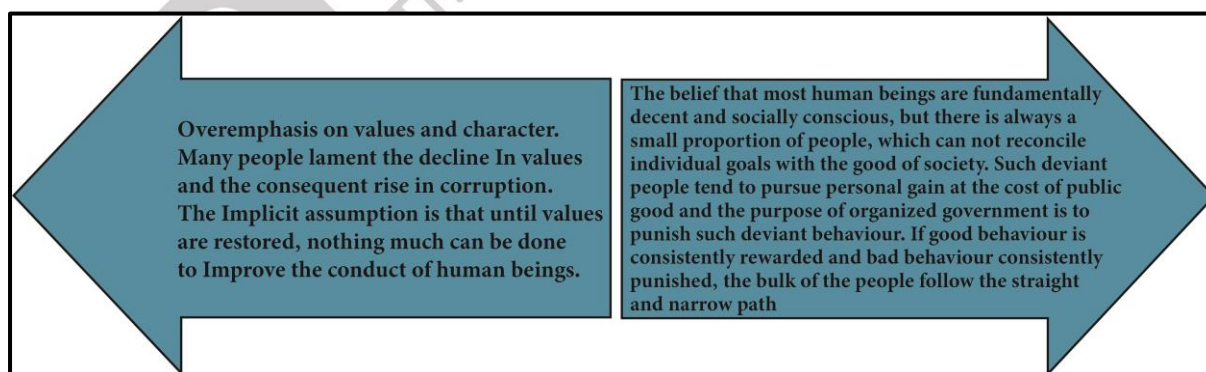 Overemphasis on values and character.
Many people lament the decline In values
and the consequent rise in corruption.
The Implicit assumption is that until values
are restored, nothing much can be done
to Improve the conduct of human beings.
The belief that most human beings are fundamentally
decent and socially conscious, but there is always a
small proportion of people, which can not reconcile
individual goals with the good of society. Such deviant
people tend to pursue personal gain at the cost of public
good and the purpose of organized government is to
punish such deviant behaviour. If good behaviour is
consistently rewarded and bad behaviour consistently
punished, the bulk of the people follow the straight
and narrow path